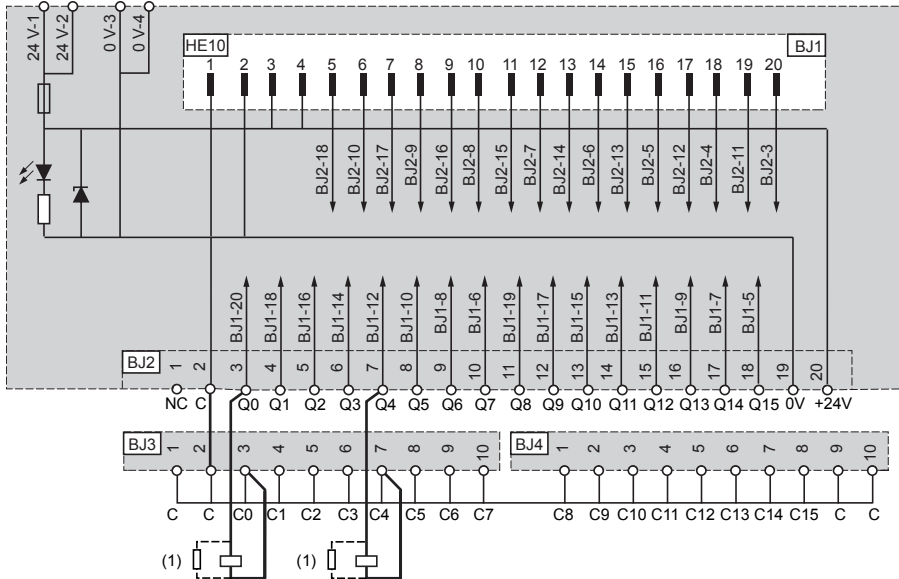 24 V-1
24 V-2
0 V-3
0 V-4
HE10
BJ1
1 2 3 4 5 6 7 8 9 10 11 12 13 14 15 16 17 18 19 20
BJ2-18 BJ2-10 BJ2-17 BJ2-9 BJ2-16 BJ2-8 BJ2-15 BJ2-7 BJ2-14 BJ2-6 BJ2-13 BJ2-5 BJ2-12 BJ2-4 BJ2-11 BJ2-3
BJ1-20 BJ1-18 BJ1-16 BJ1-14 BJ1-12 BJ1-10 BJ1-8 BJ1-6 BJ1-19 BJ1-17 BJ1-15 BJ1-13 BJ1-11 BJ1-9 BJ1-7 BJ1-5
BJ2
1 2 3 4 5 6 7 8 9 10 11 12 13 14 15 16 17 18 19 20
NC C Q0 Q1 Q2 Q3 Q4 Q5 Q6 Q7 Q8 Q9 Q10 Q11 Q12 Q13 Q14 Q15 0V +24V
BJ3
1 2 3 4 5 6 7 8 9 10
BJ4
1 2 3 4 5 6 7 8 9 10
C C C0 C1 C2 C3 C4 C5 C6 C7
C8 C9 C10 C11 C12 C13 C14 C15 C C
(1)
(1)